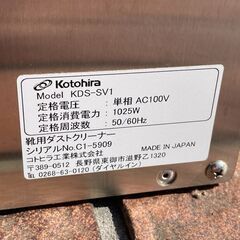 Kotohira
Model KDS-SV1
定格電圧 : 単相 AC100V
定格消費電力 : 1025W
定格周波数 : 50/60Hz
靴用ダストクリーナー
シリアルNo.C1-5909
コトヒラ工業株式会社 MADE IN JAPAN
〒389-0512 長野県東御市滋野乙1320
TEL 0268-63-0120 (ダイヤルイン)